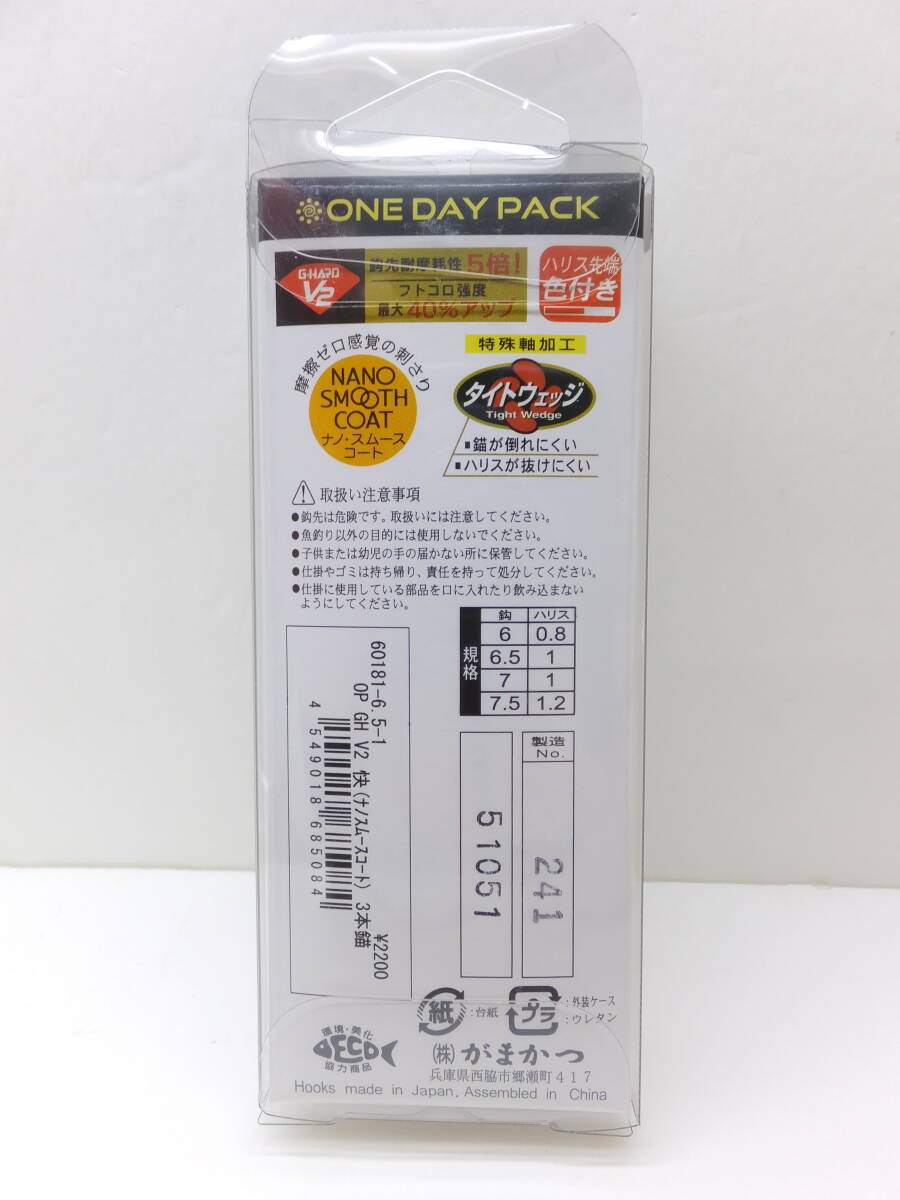 ONE DAY PACK
G-HARD
V2
鈎先耐摩耗性5倍!
フトコロ強度
最大40%アップ
ハリス先端
色付き
摩擦ゼロ感覚の刺さり
NANO
SMOOTH
COAT
ナノ・スムース
コート
特殊軸加工
タイトウェッジ
Tight Wedge
■錨が倒れにくい
■ハリスが抜けにくい
取扱い注意事項
●鈎先は危険です。取扱いには注意してください。
●魚釣り以外の目的には使用しないでください。
●子供または幼児の手の届かない所に保管してください。
●仕掛やゴミは持ち帰り、責任を持って処分してください。
●仕掛に使用している部品を口に入れたり飲み込まない
ようにしてください。
規格
鈎 ハリス
6 0.8
6.5 1
7 1
7.5 1.2
60181-6.5-1
OP GH V2 快(ナノスムースコート) 3本錨
¥2200
4 549018 685084
製造
No.
241
51051
紙
:台紙
プラ
:外装ケース
:ウレタン
環境・美化
ECO
協力商品
(株)がまかつ
兵庫県西脇市郷瀬町417
Hooks made in Japan, Assembled in China